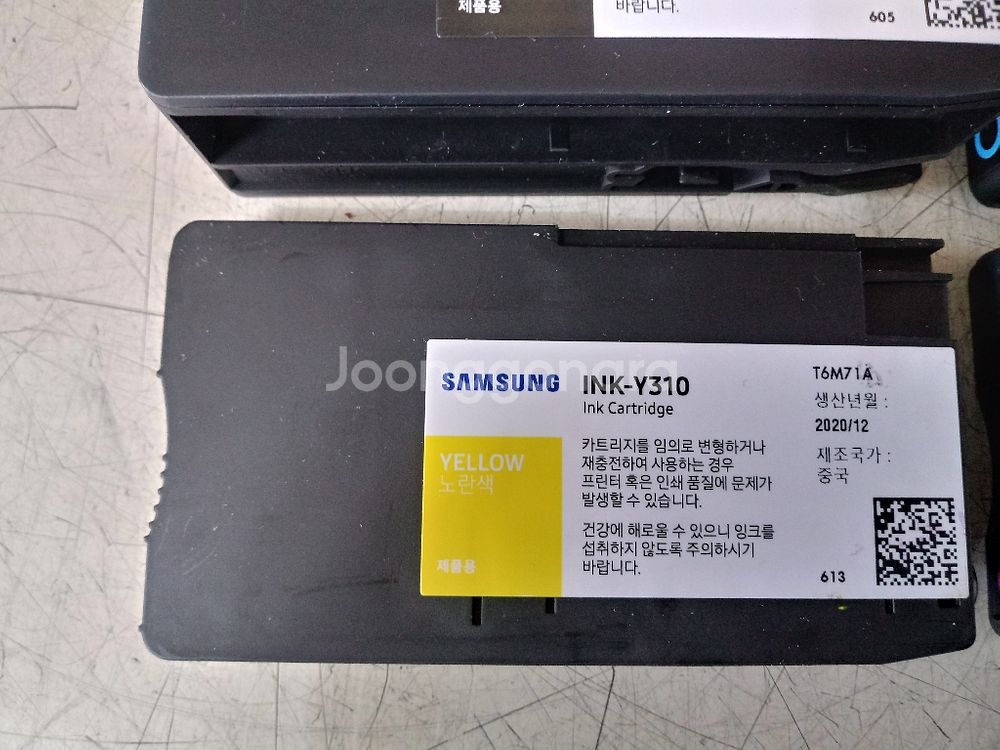 제품용
바랍니다.
605
Joonggonara
SAMSUNG
INK-Y310
Ink Cartridge
T6M71A
생산년월 :
2020/12
제조국가 :
중국
YELLOW
노란색
제품용
카트리지를 임의로 변형하거나
재충전하여 사용하는 경우
프린터 혹은 인쇄 품질에 문제가
발생할 수 있습니다.
건강에 해로울 수 있으니 잉크를
섭취하지 않도록 주의하시기
바랍니다.
613